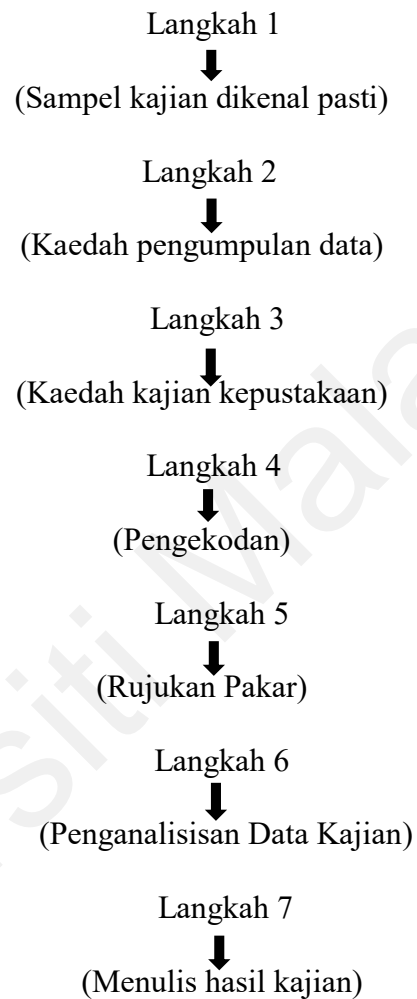 Langkah 1
(Sampel kajian dikenal pasti)
Langkah 2
(Kaedah pengumpulan data)
Langkah 3
(Kaedah kajian kepustakaan)
Langkah 4
(Pengekodan)
Langkah 5
(Rujukan Pakar)
Langkah 6
(Penganalisisan Data Kajian)
Langkah 7
(Menulis hasil kajian)